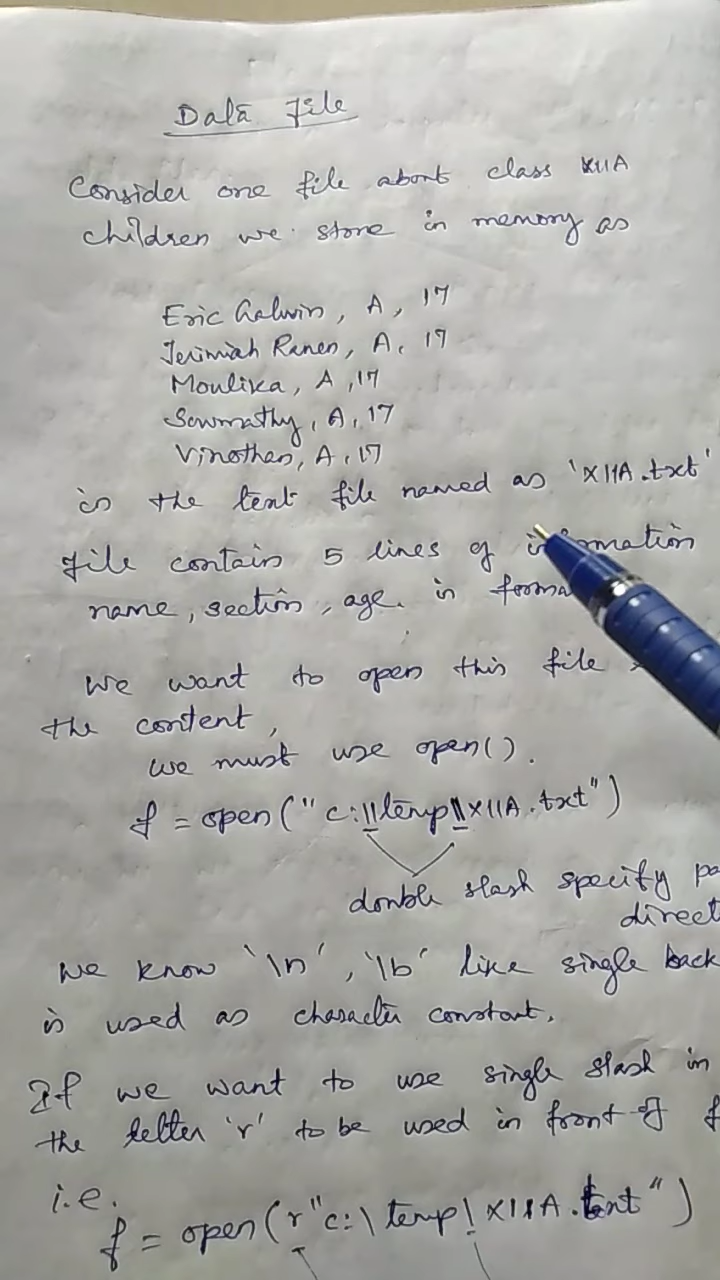 Data File
Consider one file about class XIIA
children we store in memory as
Eric Galwin, A, 17
Jerimiah Ranen, A, 17
Moulika, A, 17
Sowmathy, A, 17
Vinothen, A, 17
in the text file named as 'XIIA.txt'
File contain 5 lines of information
name, section, age. in
We want to open this file
the content,
we must use open().
f = open("c:\\temp\\XIIA.txt")
double slash specify
We know '\n', '\b' like single back
is used as character constant.
If we want to use single slash in
the letter 'r' to be used in front of
i.e.
f = open(r"c:\temp\XIIA.txt")